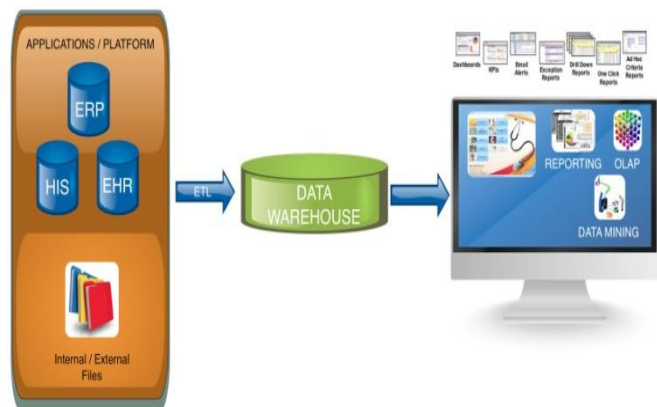 APPLICATIONS / PLATFORM
ERP
HIS
EHR
Internal / External
Files
ETL
DATA
WAREHOUSE
Dashboards
KPIs
Email
Alerts
Exception
Reports
Drill Down
Reports
One Click
Reports
Ad Hoc
Criteria
Reports
REPORTING
OLAP
DATA MINING